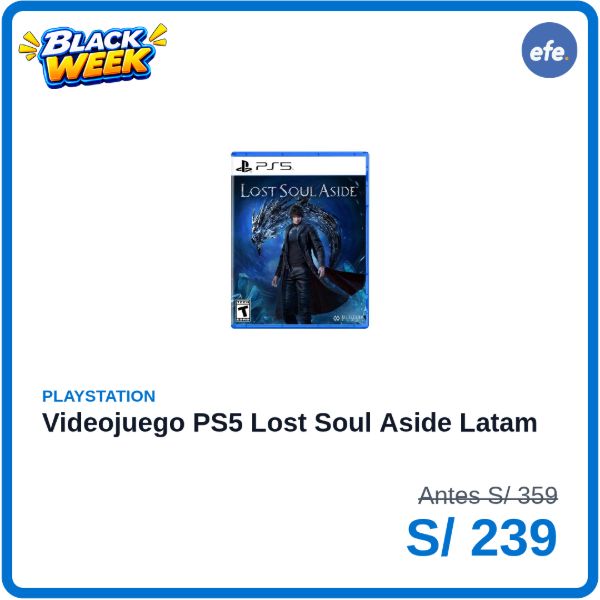 BLACK
WEEK
efe.
PS5
LOST SOUL ASIDE
T
PLAYSTATION
Videojuego PS5 Lost Soul Aside Latam
Antes S/ 359
S/ 239